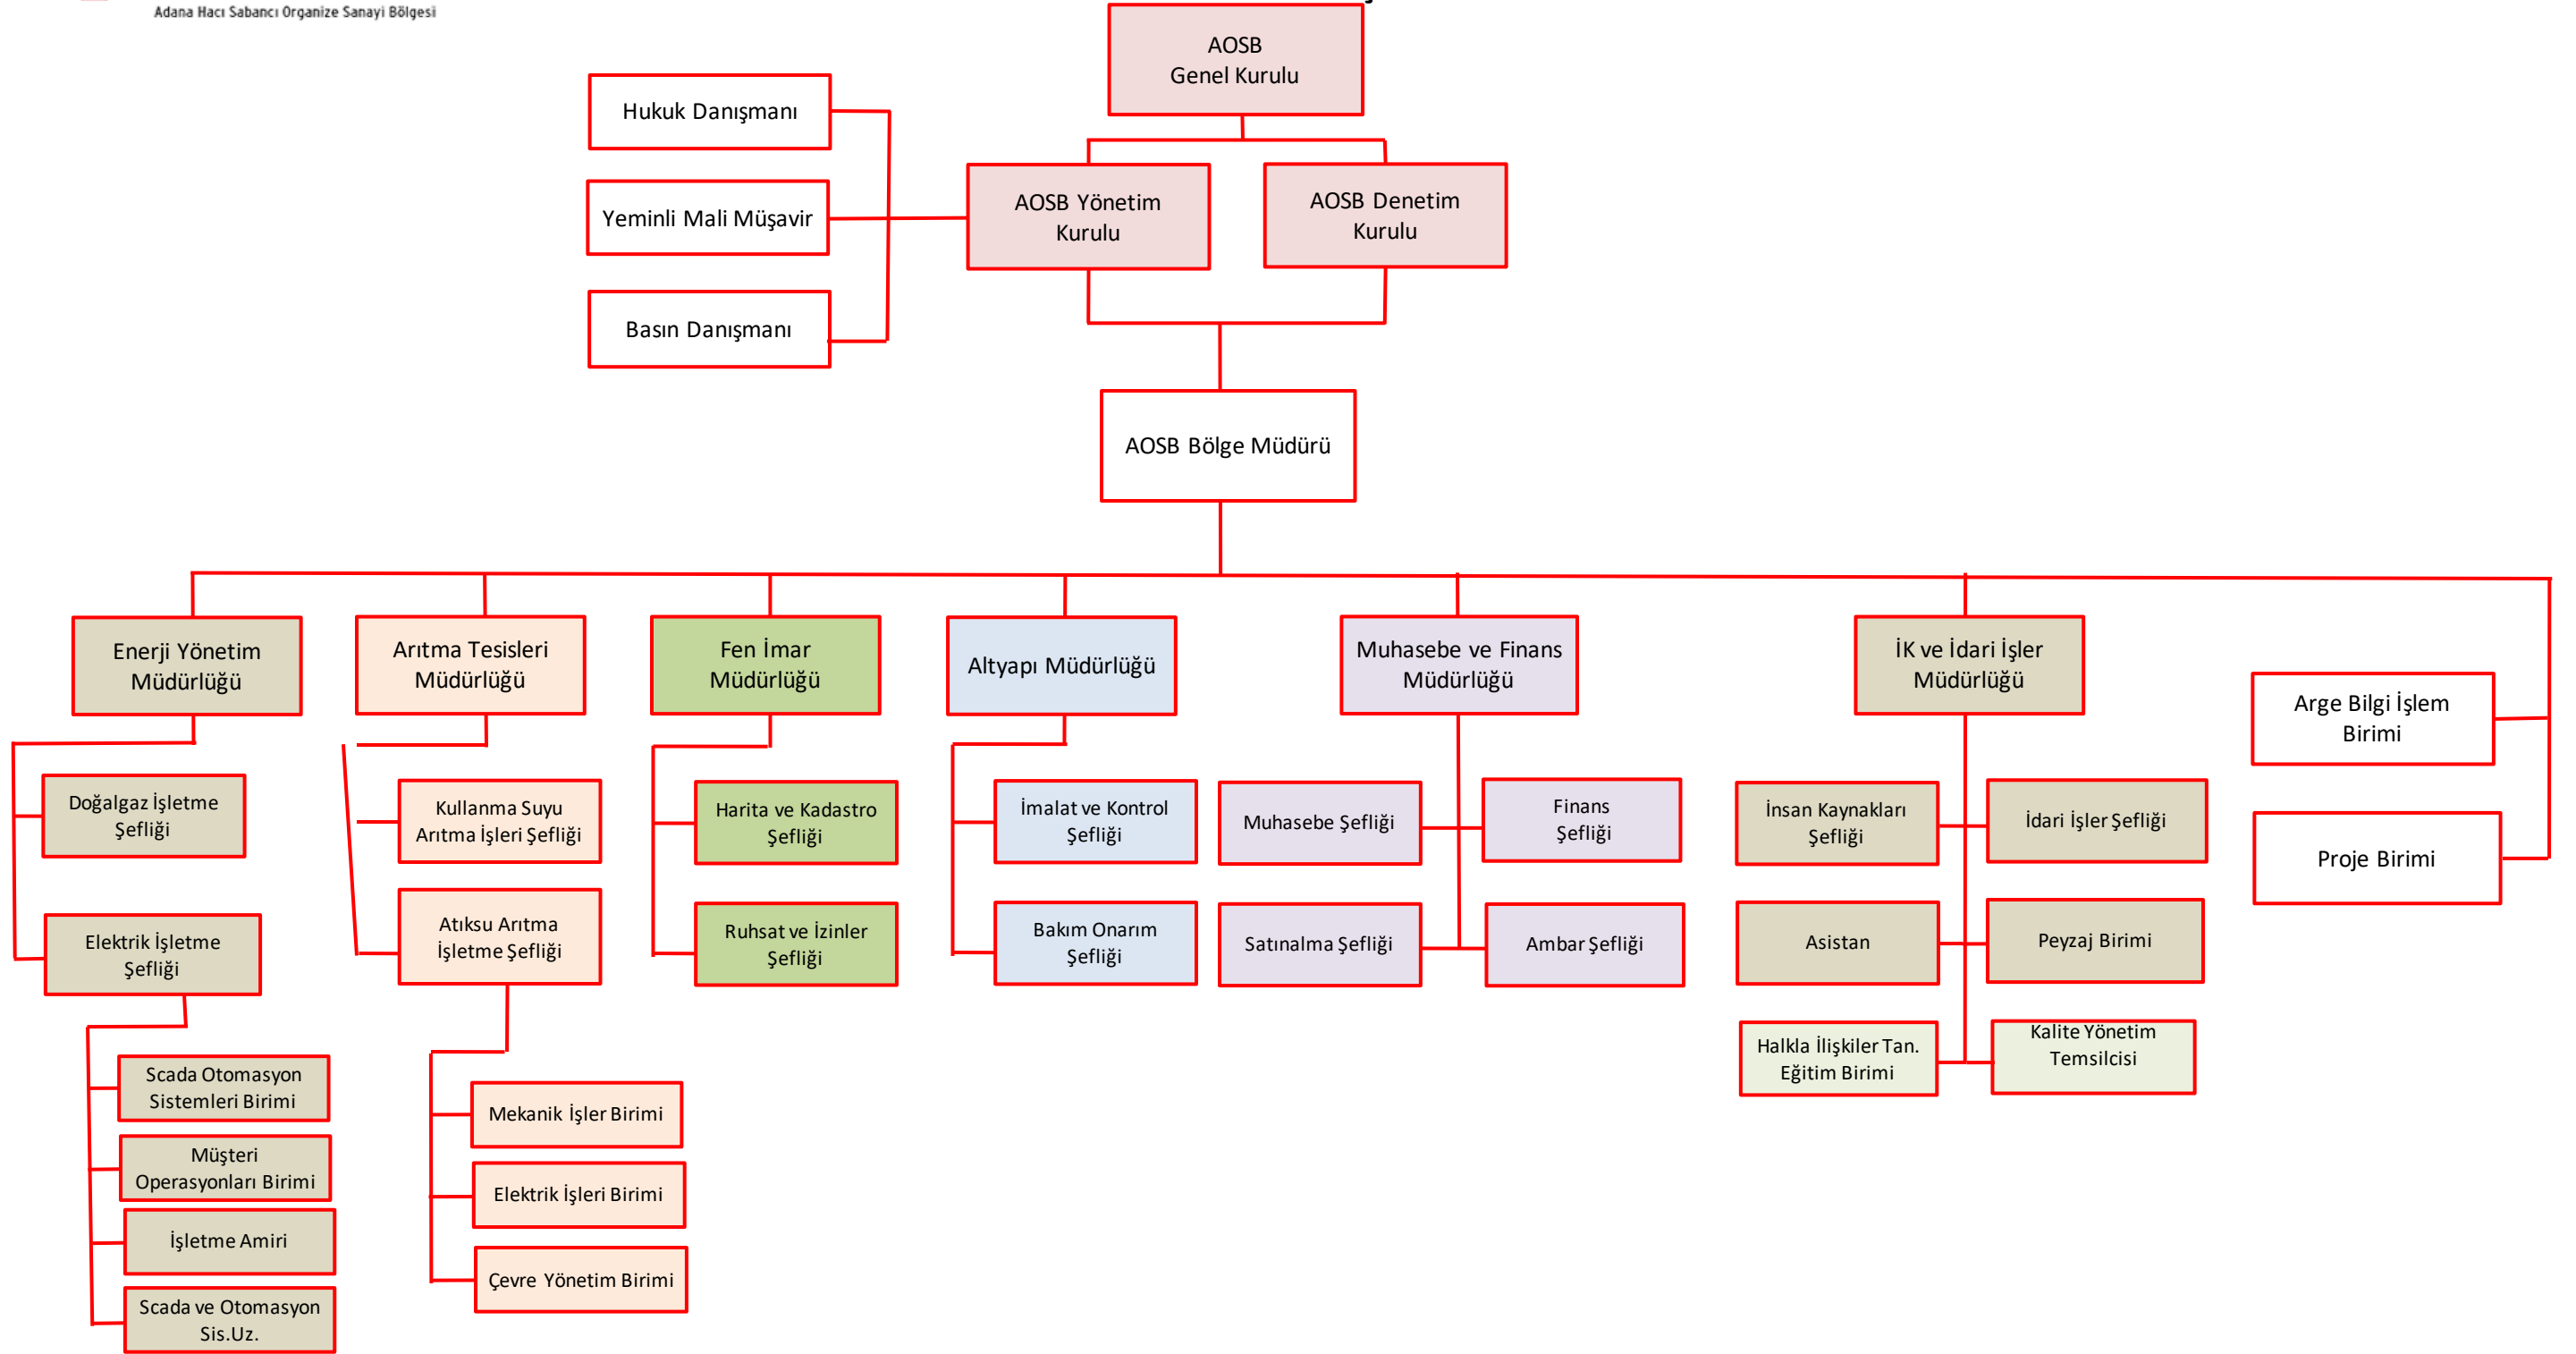 Adana Hacı Sabancı Organize Sanayi Bölgesi
AOSB
Genel Kurulu
Hukuk Danışmanı
Yeminli Mali Müşavir
Basın Danışmanı
AOSB Yönetim
Kurulu
AOSB Denetim
Kurulu
AOSB Bölge Müdürü
Enerji Yönetim
Müdürlüğü
Arıtma Tesisleri
Müdürlüğü
Fen İmar
Müdürlüğü
Altyapı Müdürlüğü
Muhasebe ve Finans
Müdürlüğü
İK ve İdari İşler
Müdürlüğü
Arge Bilgi İşlem
Birimi
Proje Birimi
Doğalgaz İşletme
Şefliği
Elektrik İşletme
Şefliği
Scada Otomasyon
Sistemleri Birimi
Müşteri
Operasyonları Birimi
İşletme Amiri
Scada ve Otomasyon
Sis.Uz.
Kullanma Suyu
Arıtma İşleri Şefliği
Atıksu Arıtma
İşletme Şefliği
Mekanik İşler Birimi
Elektrik İşleri Birimi
Çevre Yönetim Birimi
Harita ve Kadastro
Şefliği
Ruhsat ve İzinler
Şefliği
İmalat ve Kontrol
Şefliği
Bakım Onarım
Şefliği
Muhasebe Şefliği
Finans
Şefliği
Satınalma Şefliği
Ambar Şefliği
İnsan Kaynakları
Şefliği
İdari İşler Şefliği
Asistan
Peyzaj Birimi
Halkla İlişkiler Tan.
Eğitim Birimi
Kalite Yönetim
Temsilcisi